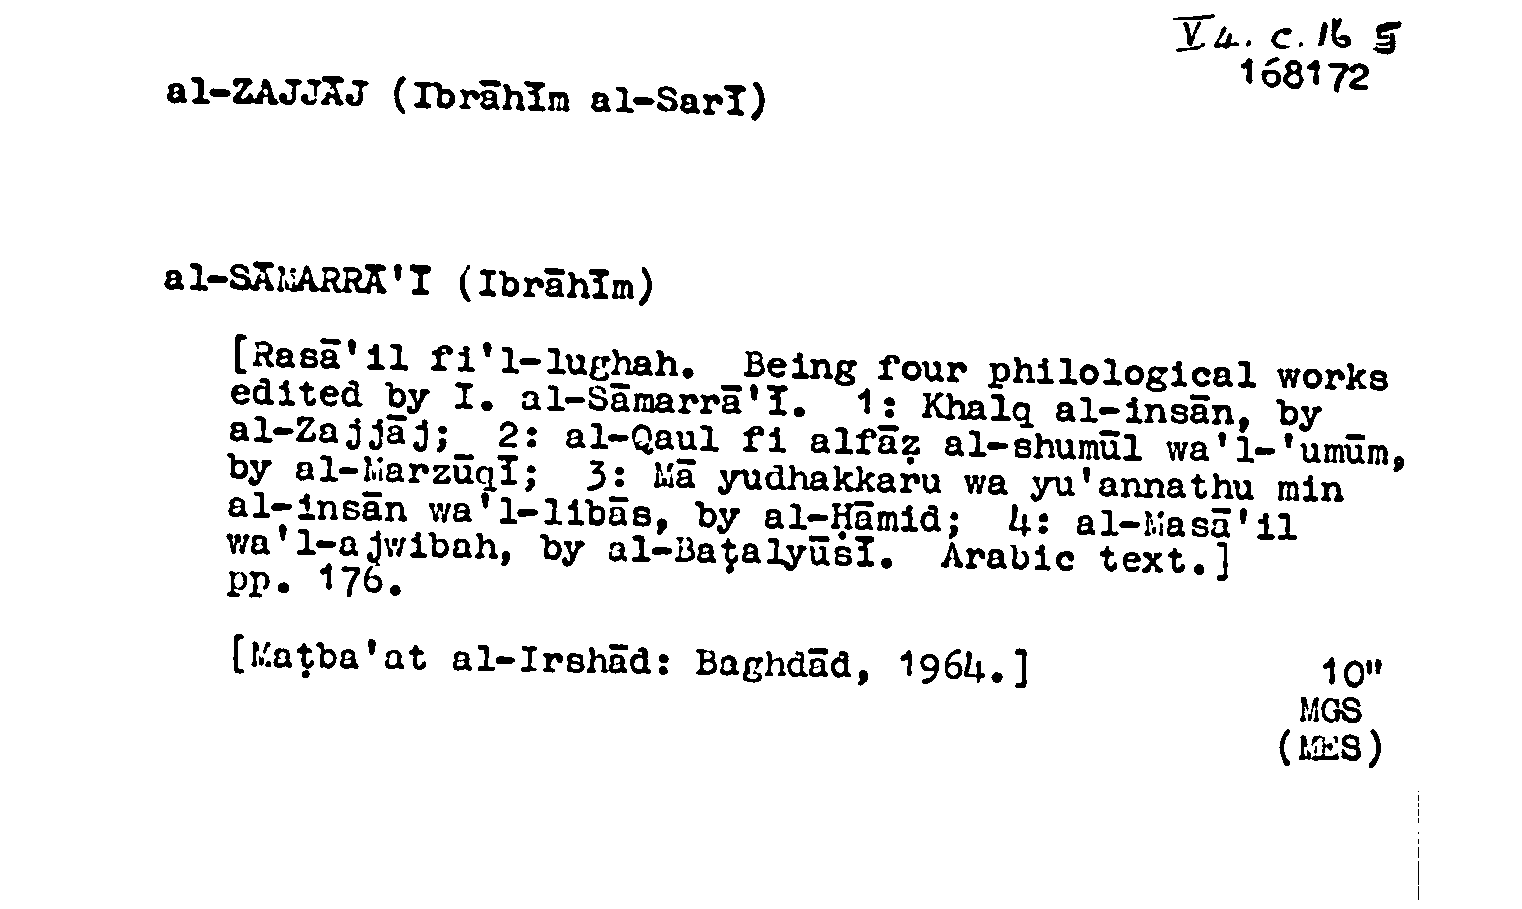 V 4. c. 16 §
168172
al-ZAJJĀJ (Ibrāhīm al-Sarī)
al-SĀMARRĀ'Ī (Ibrāhīm)
[Rasā'il fi'l-lughah. Being four philological works
edited by I. al-Sāmarrā'ī. 1: Khalq al-insān, by
al-Zajjāj; 2: al-Qaul fi alfāẓ al-shumūl wa'l-'umūm,
by al-Marzūqī; 3: Mā yudhakkaru wa yu'annathu min
al-insān wa'l-libās, by al-Ḥāmid; 4: al-Masā'il
wa'l-ajwibah, by al-Baṭalyūsī. Arabic text.]
pp. 176.
[Maṭba'at al-Irshād: Baghdād, 1964.]
10"
MGS
(MES)